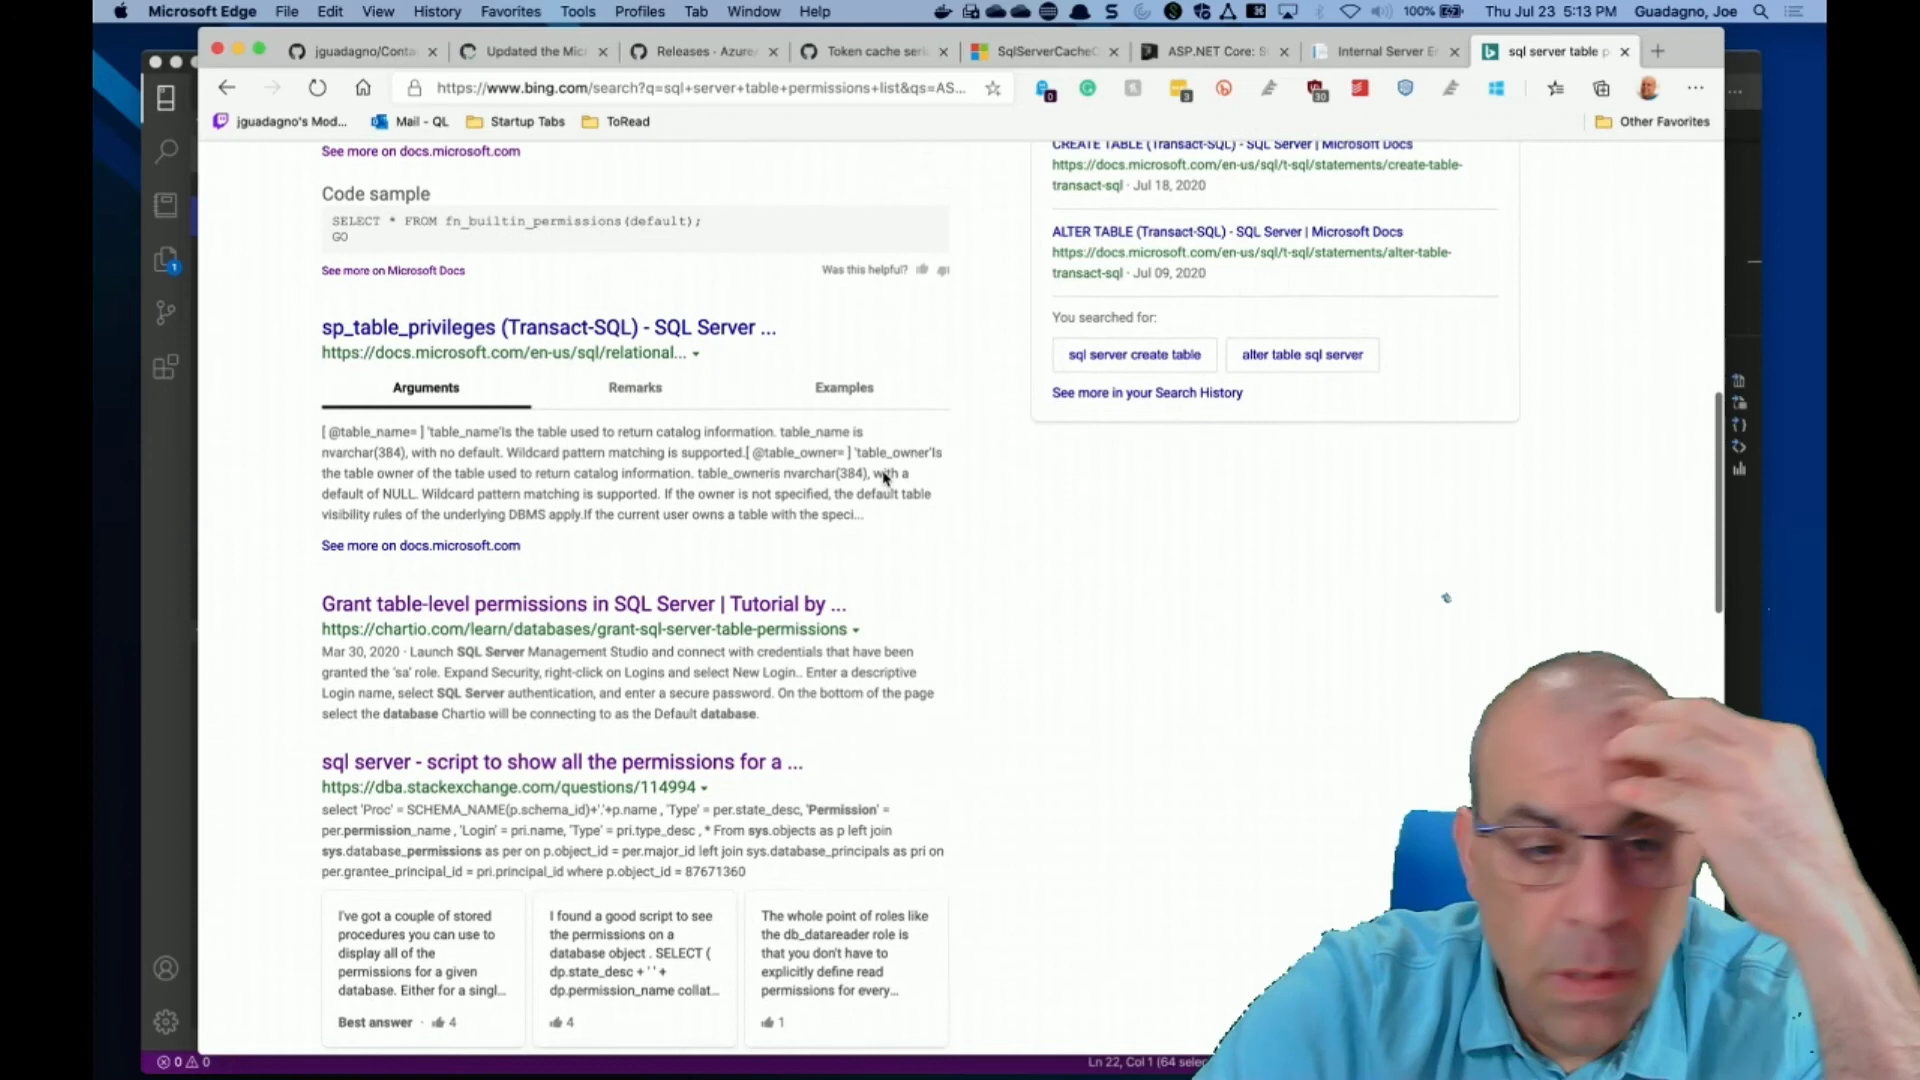 Microsoft Edge File Edit View History Favorites Tools Profiles Tab Window Help 100% Thu Jul 23 5:13 PM Guadagno, Joe
jguadagno/Conta Updated the Mic Releases · Azure/ Token cache seri SqlServerCache ASP.NET Core: S Internal Server E sql server table p
https://www.bing.com/search?q=sql+server+table+permissions+list&qs=AS...
0 3 30
jguadagno's Mod... Mail - QL Startup Tabs ToRead Other Favorites
See more on docs.microsoft.com
Code sample
SELECT * FROM fn_builtin_permissions(default);
GO
See more on Microsoft Docs Was this helpful?
sp_table_privileges (Transact-SQL) - SQL Server ...
https://docs.microsoft.com/en-us/sql/relational...
Arguments Remarks Examples
[ @table_name= ] 'table_name'Is the table used to return catalog information. table_name is
nvarchar(384), with no default. Wildcard pattern matching is supported.[ @table_owner= ] 'table_owner'Is
the table owner of the table used to return catalog information. table_owneris nvarchar(384), with a
default of NULL. Wildcard pattern matching is supported. If the owner is not specified, the default table
visibility rules of the underlying DBMS apply.If the current user owns a table with the speci...
See more on docs.microsoft.com
Grant table-level permissions in SQL Server | Tutorial by ...
https://chartio.com/learn/databases/grant-sql-server-table-permissions
Mar 30, 2020 · Launch SQL Server Management Studio and connect with credentials that have been
granted the 'sa' role. Expand Security, right-click on Logins and select New Login.. Enter a descriptive
Login name, select SQL Server authentication, and enter a secure password. On the bottom of the page
select the database Chartio will be connecting to as the Default database.
sql server - script to show all the permissions for a ...
https://dba.stackexchange.com/questions/114994
select 'Proc' = SCHEMA_NAME(p.schema_id)+'.'+p.name , 'Type' = per.state_desc, 'Permission' =
per.permission_name , 'Login' = pri.name, 'Type' = pri.type_desc , * From sys.objects as p left join
sys.database_permissions as per on p.object_id = per.major_id left join sys.database_principals as pri on
per.grantee_principal_id = pri.principal_id where p.object_id = 87671360
I've got a couple of stored
procedures you can use to
display all of the
permissions for a given
database. Either for a singl...
Best answer · 4
I found a good script to see
the permissions on a
database object . SELECT (
dp.state_desc + ' ' +
dp.permission_name collat...
4
The whole point of roles like
the db_datareader role is
that you don't have to
explicitly define read
permissions for every...
1
CREATE TABLE (Transact-SQL) - SQL Server | Microsoft Docs
https://docs.microsoft.com/en-us/sql/t-sql/statements/create-table-
transact-sql · Jul 18, 2020
ALTER TABLE (Transact-SQL) - SQL Server | Microsoft Docs
https://docs.microsoft.com/en-us/sql/t-sql/statements/alter-table-
transact-sql · Jul 09, 2020
You searched for:
sql server create table alter table sql server
See more in your Search History
1
0 0 Ln 22, Col 1 (64 selec